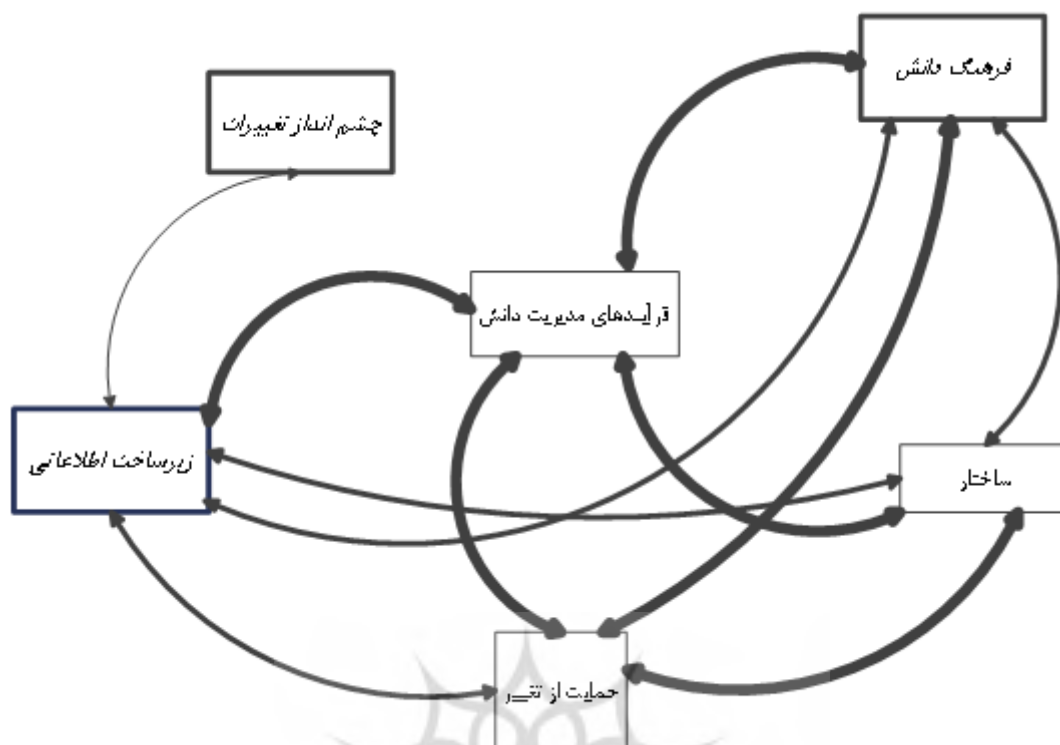 فرهنگ دانش
چشم انداز تغییرات
فرآیندهای مدیریت دانش
زیرساخت اطلاعاتی
ساختار
حمایت از تغییر